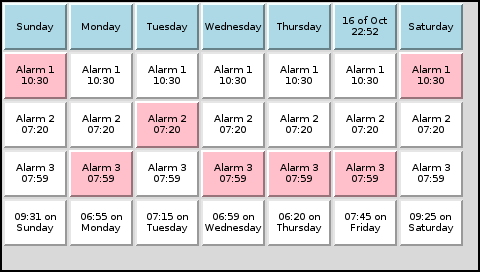 Sunday Monday Tuesday Wednesday Thursday 16 of Oct Saturday
22:52
Alarm 1 Alarm 1 Alarm 1 Alarm 1 Alarm 1 Alarm 1 Alarm 1
10:30 10:30 10:30 10:30 10:30 10:30 10:30
Alarm 2 Alarm 2 Alarm 2 Alarm 2 Alarm 2 Alarm 2 Alarm 2
07:20 07:20 07:20 07:20 07:20 07:20 07:20
Alarm 3 Alarm 3 Alarm 3 Alarm 3 Alarm 3 Alarm 3 Alarm 3
07:59 07:59 07:59 07:59 07:59 07:59 07:59
09:31 on 06:55 on 07:15 on 06:59 on 06:20 on 07:45 on 09:25 on
Sunday Monday Tuesday Wednesday Thursday Friday Saturday